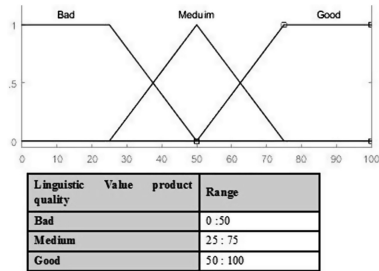 Bad Meduim Good
1
.5
0
0 10 20 30 40 50 60 70 80 90 100
Linguistic Value product quality Range
Bad 0 :50
Medium 25 : 75
Good 50 : 100